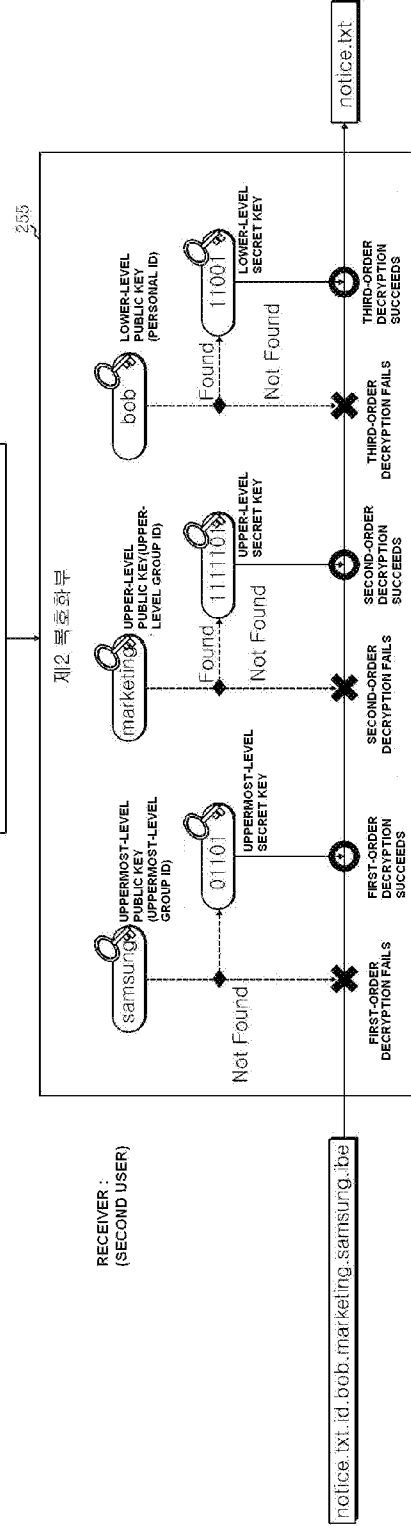 255
제2 복호화부
RECEIVER :
(SECOND USER)
samsung
UPPERMOST-LEVEL
PUBLIC KEY
(UPPERMOST-LEVEL
GROUP ID)
marketing
UPPER-LEVEL
PUBLIC KEY(UPPER-
LEVEL GROUP ID)
bob
LOWER-LEVEL
PUBLIC KEY
(PERSONAL ID)
01101
UPPERMOST-LEVEL
SECRET KEY
Found
1111101
UPPER-LEVEL
SECRET KEY
Found
11001
LOWER-LEVEL
SECRET KEY
Not Found
Not Found
Not Found
FIRST-ORDER
DECRYPTION FAILS
FIRST-ORDER
DECRYPTION
SUCCEEDS
SECOND-ORDER
DECRYPTION FAILS
SECOND-ORDER
DECRYPTION
SUCCEEDS
THIRD-ORDER
DECRYPTION FAILS
THIRD-ORDER
DECRYPTION
SUCCEEDS
notice.txt.id.bob.marketing.samsung.ibe
notice.txt